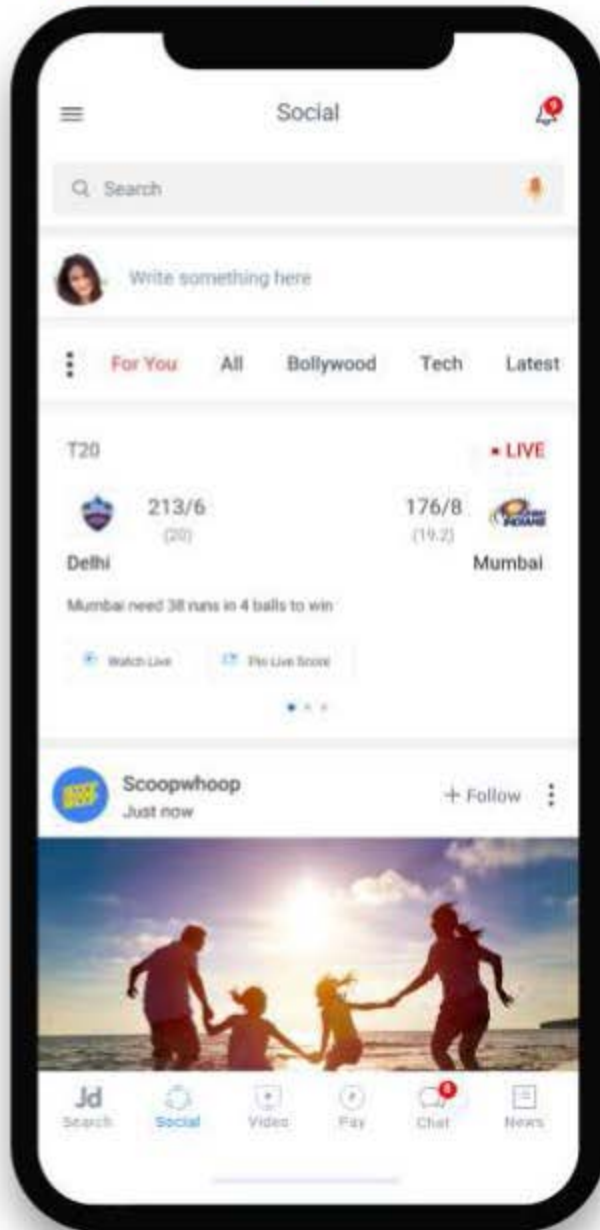 Social
9
Search
Write something here
For You All Bollywood Tech Latest
T20 LIVE
213/6 176/8
(20) (19.2)
INDIANS
Delhi Mumbai
Mumbai need 38 runs in 4 balls to win
Watch Live Pin Live Score
Scoopwhoop
Just now
+ Follow
Jd
Search Social Video Pay Chat News